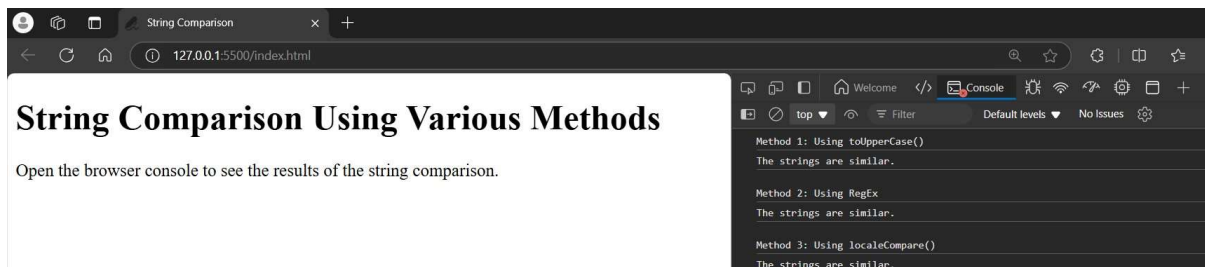 String Comparison
127.0.0.1:5500/index.html
String Comparison Using Various Methods
Open the browser console to see the results of the string comparison.
Welcome Console
top Filter Default levels No Issues
Method 1: Using toUpperCase()
The strings are similar.
Method 2: Using RegEx
The strings are similar.
Method 3: Using localeCompare()
The strings are similar.